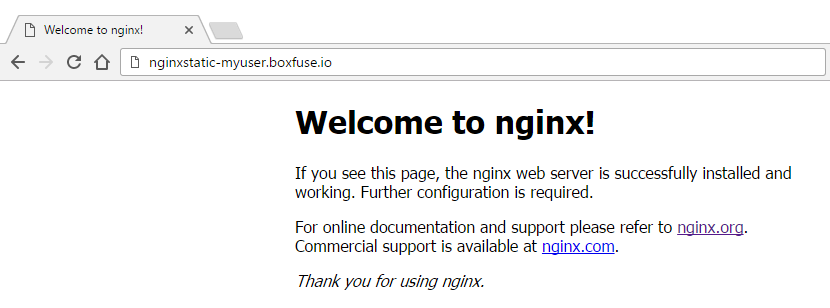 Welcome to nginx!
nginxstatic-myuser.boxfuse.io
Welcome to nginx!
If you see this page, the nginx web server is successfully installed and
working. Further configuration is required.
For online documentation and support please refer to nginx.org.
Commercial support is available at nginx.com.
Thank you for using nginx.